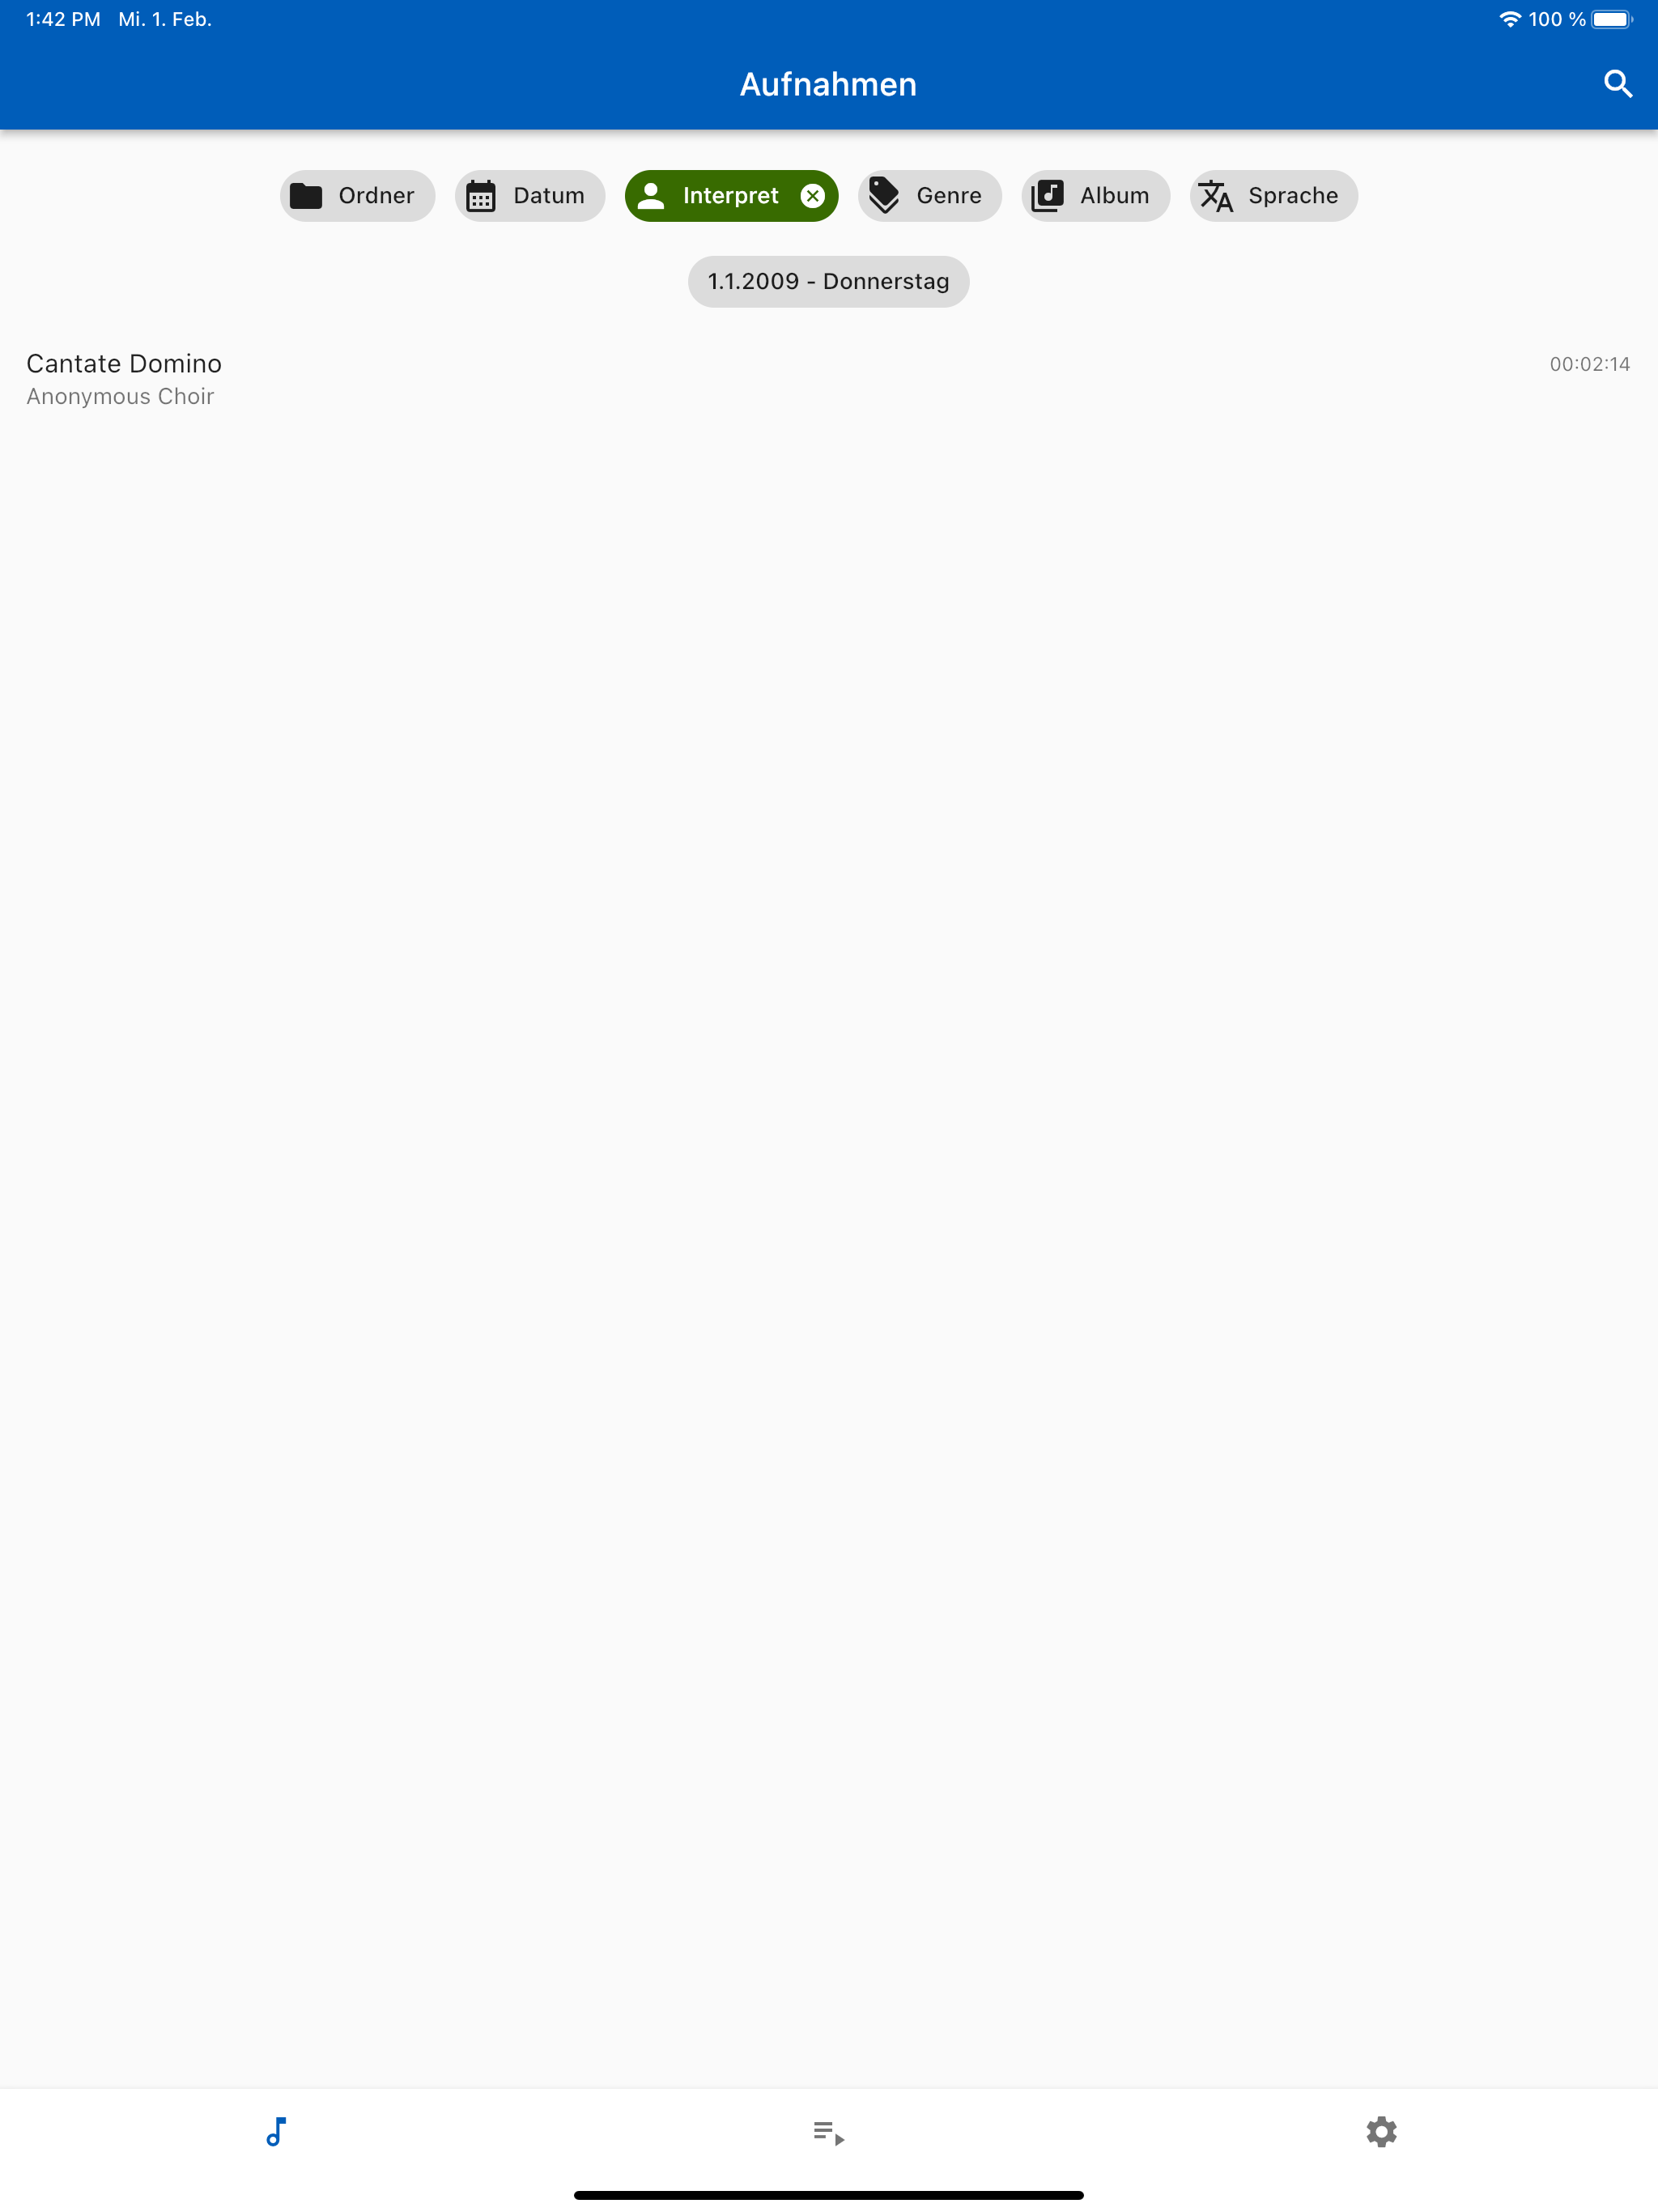 1:42 PM Mi. 1. Feb. 100 %
Aufnahmen
Ordner Datum Interpret Genre Album Sprache
1.1.2009 - Donnerstag
Cantate Domino 00:02:14
Anonymous Choir